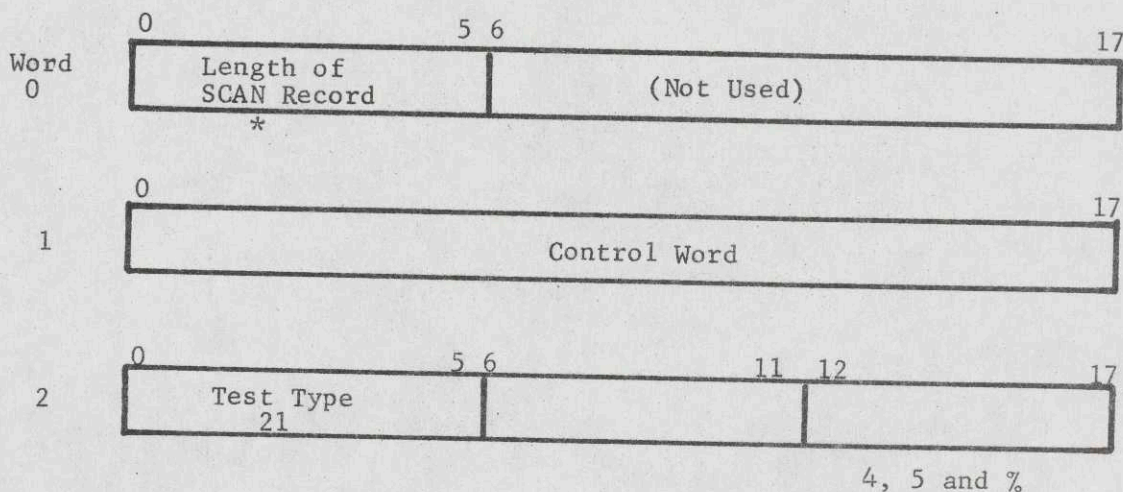 0 5 6 17
Word
0
Length of
SCAN Record
(Not Used)
*
0 17
1
Control Word
0 5 6 11 12 17
2
Test Type
21
4, 5 and %